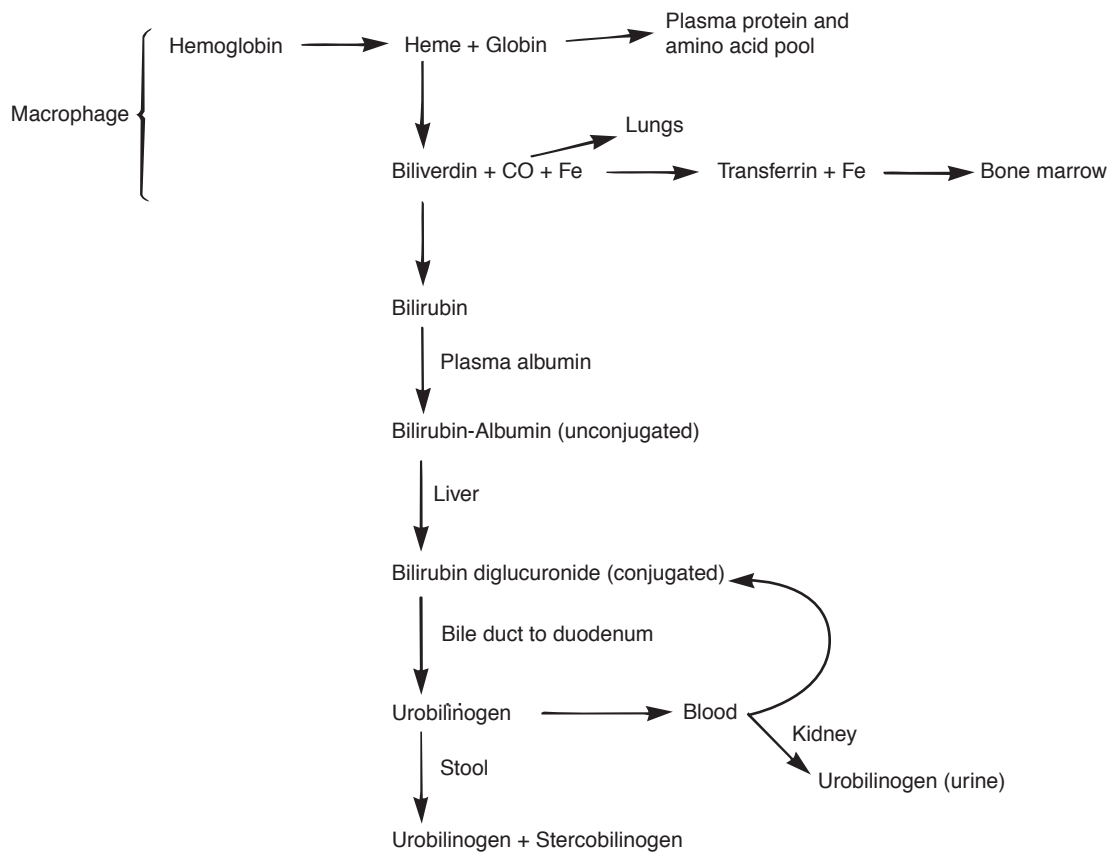 Plasma protein and
amino acid pool
Hemoglobin
Heme + Globin
Macrophage
Lungs
Biliverdin + CO + Fe
Transferrin + Fe
Bone marrow
Bilirubin
Plasma albumin
Bilirubin-Albumin (unconjugated)
Liver
Bilirubin diglucuronide (conjugated)
Bile duct to duodenum
Urobilinogen
Blood
Kidney
Stool
Urobilinogen (urine)
Urobilinogen + Stercobilinogen